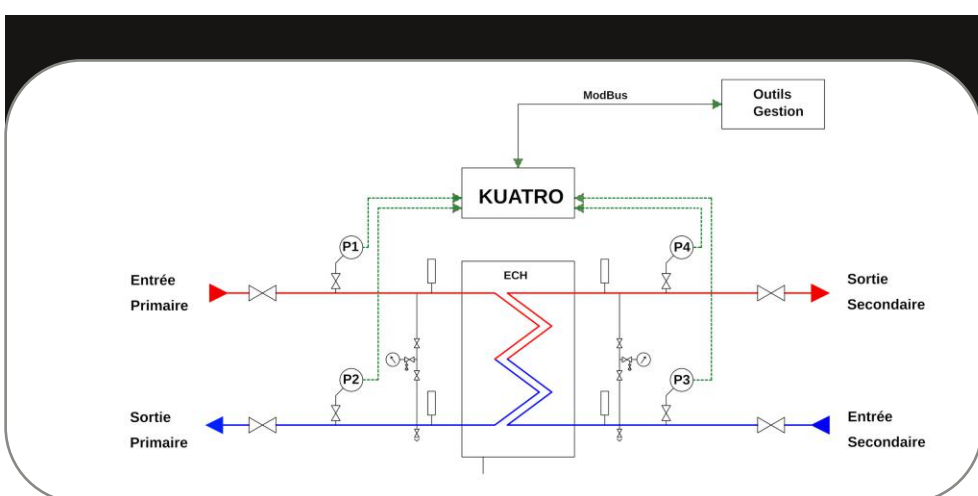 ModBus
Outils
Gestion
KUATRO
P1
P4
Entrée
Primaire
ECH
Sortie
Secondaire
P2
P3
Sortie
Primaire
Entrée
Secondaire